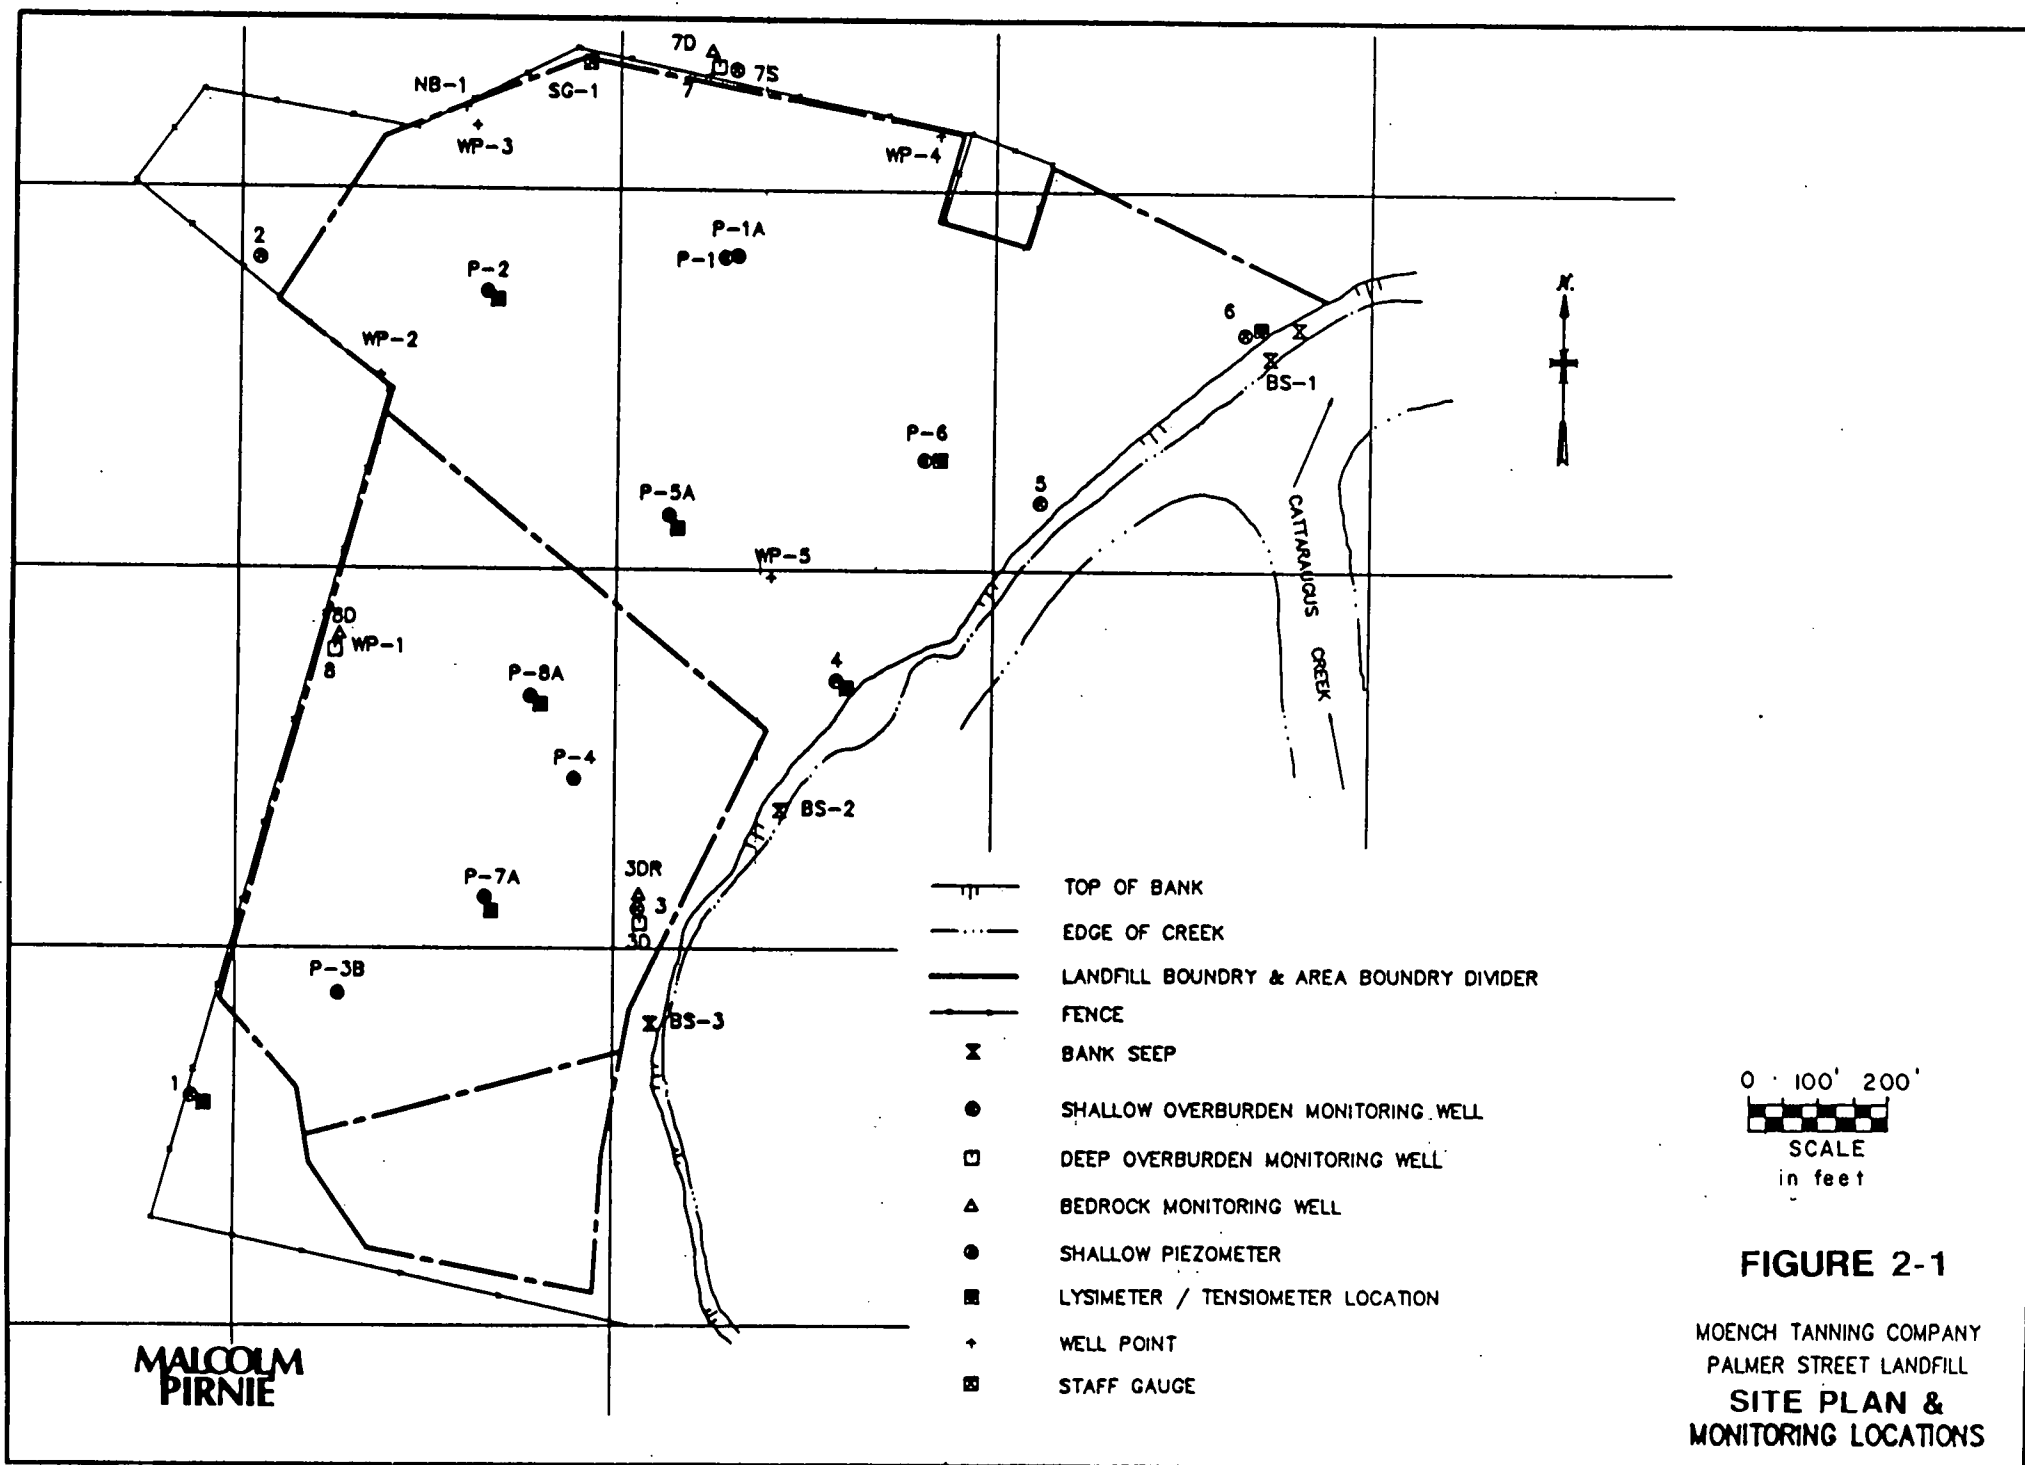 7D
7S
NB-1
SG-1
7
WP-3
WP-4
2
P-1A
P-1
P-2
N.
6
WP-2
BS-1
P-6
5
P-5A
CATTARAUGUS CREEK
WP-5
8D
WP-1
8
4
P-8A
P-4
BS-2
3DR
P-7A
3
3D
P-3B
BS-3
1
TOP OF BANK
EDGE OF CREEK
LANDFILL BOUNDRY & AREA BOUNDRY DIVIDER
FENCE
BANK SEEP
SHALLOW OVERBURDEN MONITORING WELL
DEEP OVERBURDEN MONITORING WELL
BEDROCK MONITORING WELL
SHALLOW PIEZOMETER
LYSIMETER / TENSIOMETER LOCATION
WELL POINT
STAFF GAUGE
0 100' 200'
SCALE
in feet
FIGURE 2-1
MOENCH TANNING COMPANY
PALMER STREET LANDFILL
SITE PLAN &
MONITORING LOCATIONS
MALCOLM
PIRNIE